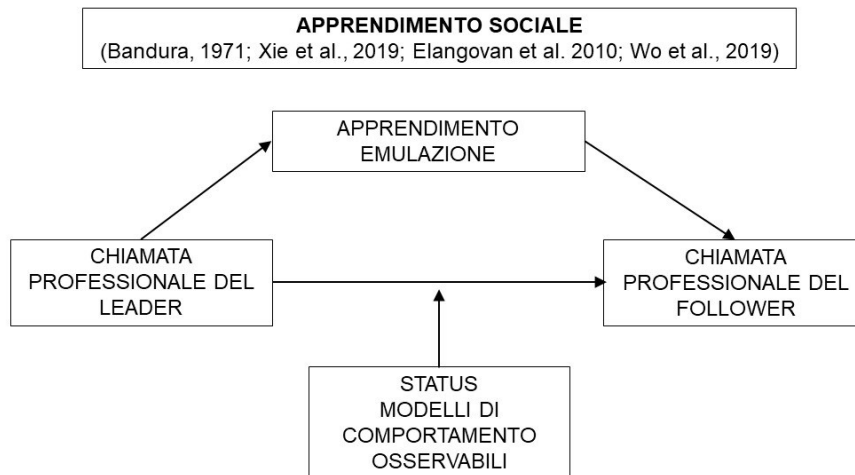 APPRENDIMENTO SOCIALE
(Bandura, 1971; Xie et al., 2019; Elangovan et al. 2010; Wo et al., 2019)
APPRENDIMENTO
EMULAZIONE
CHIAMATA
PROFESSIONALE DEL
LEADER
CHIAMATA
PROFESSIONALE DEL
FOLLOWER
STATUS
MODELLI DI
COMPORTAMENTO
OSSERVABILI